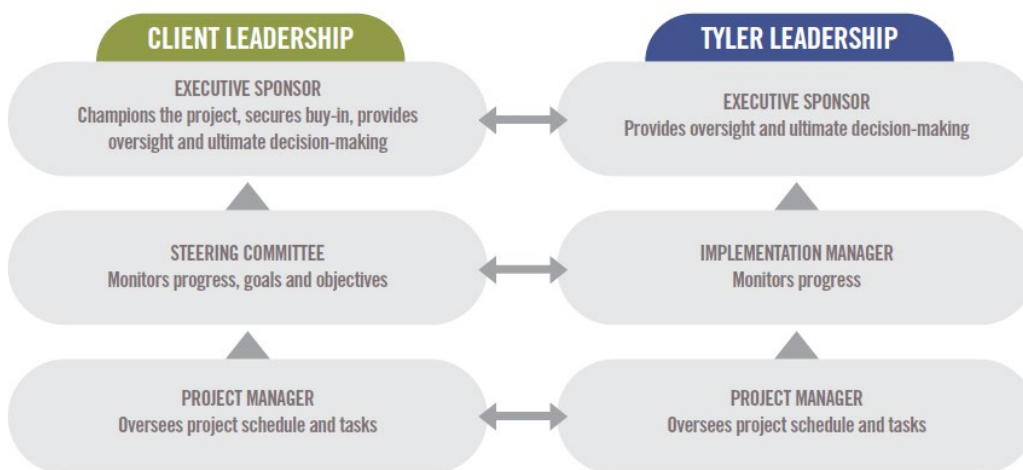 CLIENT LEADERSHIP
EXECUTIVE SPONSOR
Champions the project, secures buy-in, provides
oversight and ultimate decision-making
STEERING COMMITTEE
Monitors progress, goals and objectives
PROJECT MANAGER
Oversees project schedule and tasks
TYLER LEADERSHIP
EXECUTIVE SPONSOR
Provides oversight and ultimate decision-making
IMPLEMENTATION MANAGER
Monitors progress
PROJECT MANAGER
Oversees project schedule and tasks